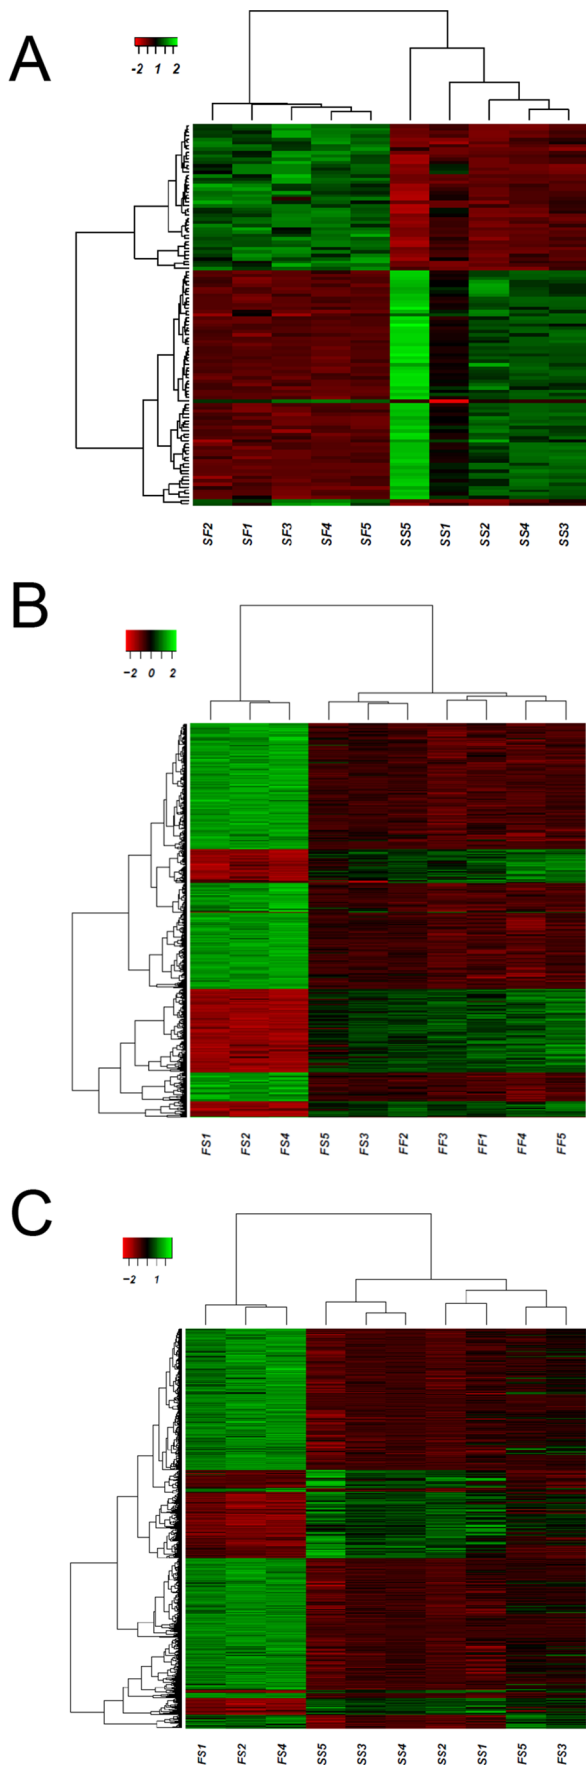 A
-2 1 2
SF2 SF1 SF3 SF4 SF5 SS5 SS1 SS2 SS4 SS3
B
-2 0 2
FS1 FS2 FS4 FS5 FS3 FF2 FF3 FF1 FF4 FF5
C
-2 1
FS1 FS2 FS4 SS5 SS3 SS4 SS2 SS1 FS5 FS3